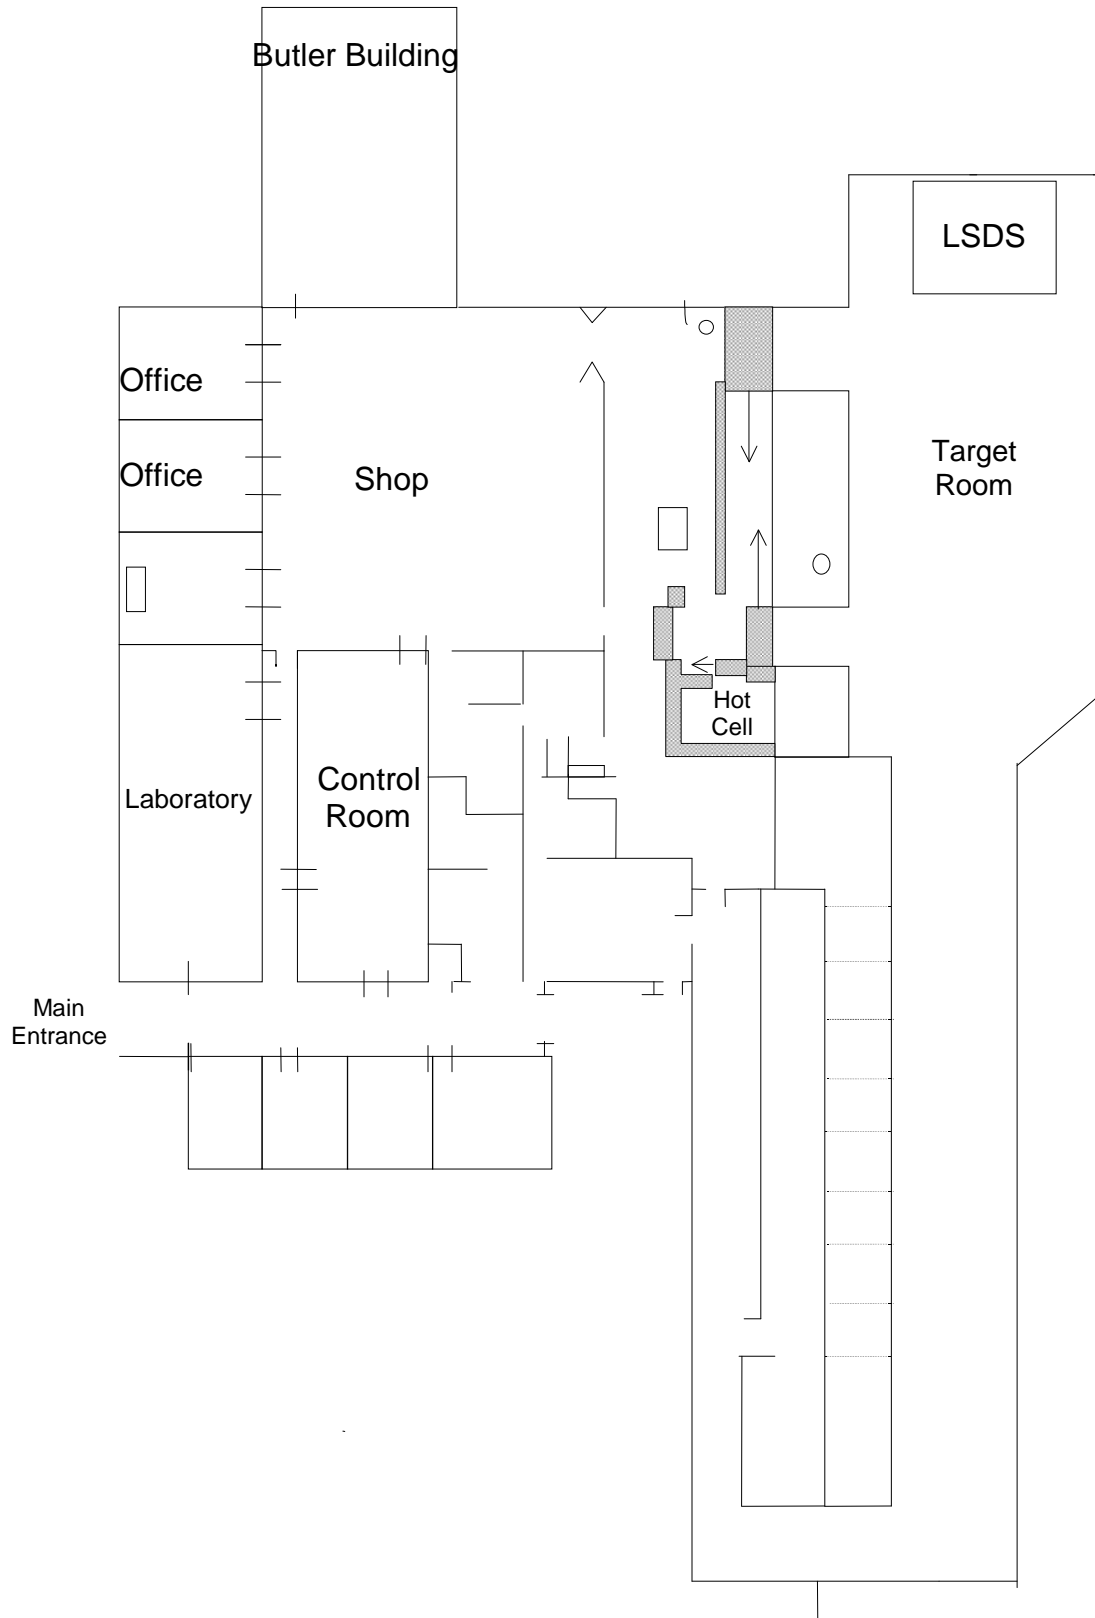 Butler Building
LSDS
Office
Target
Room
Office
Shop
Hot
Cell
Control
Room
Laboratory
Main
Entrance